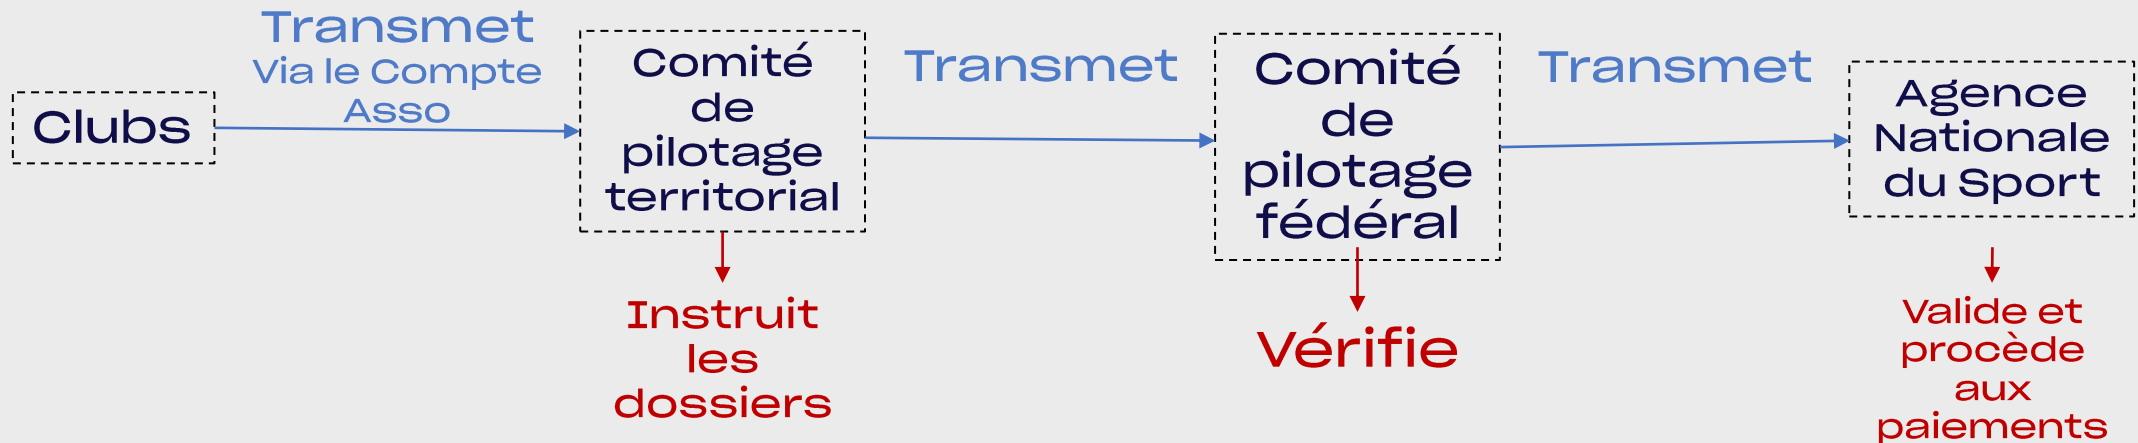 Clubs
Transmet
Via le Compte
Asso
Comité
de
pilotage
territorial
Instruit
les
dossiers
Transmet
Comité
de
pilotage
fédéral
Vérifie
Transmet
Agence
Nationale
du Sport
Valide et
procède
aux
paiements